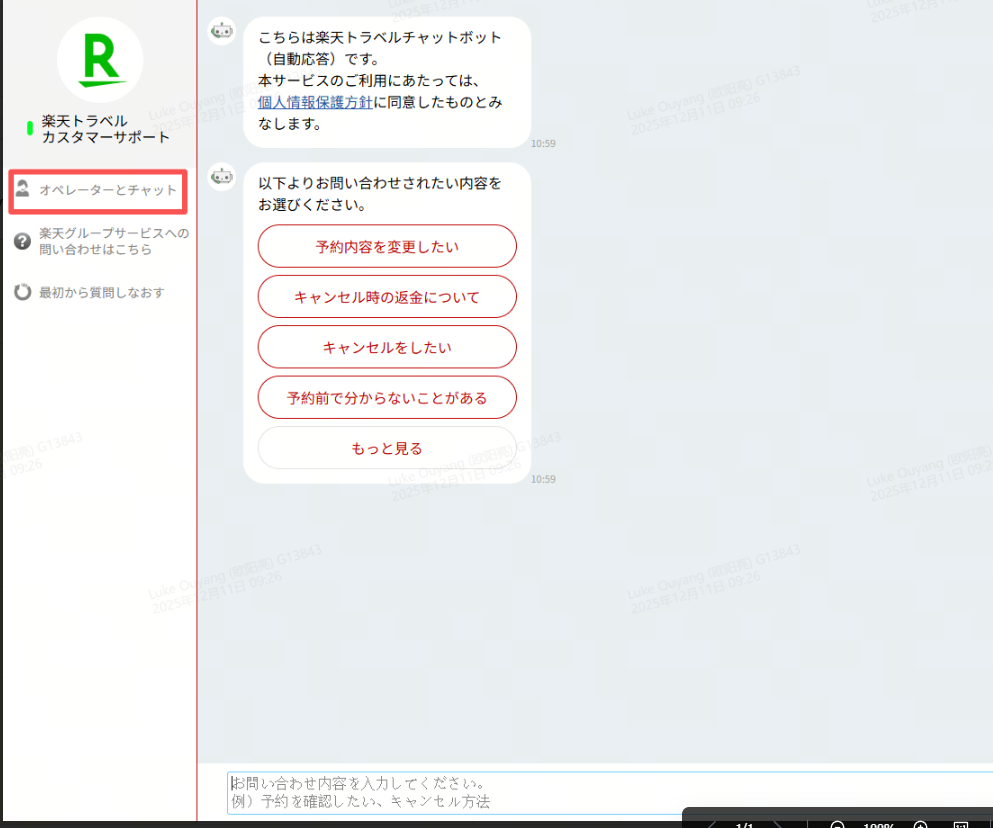 R
楽天トラベル
カスタマーサポート
オペレーターとチャット
楽天グループサービスへの
問い合わせはこちら
最初から質問しなおす
こちらは楽天トラベルチャットボット
（自動応答）です。
本サービスのご利用にあたっては、
個人情報保護方針に同意したものとみ
なします。
10:59
以下よりお問い合わせされたい内容を
お選びください。
予約内容を変更したい
キャンセル時の返金について
キャンセルをしたい
予約前で分からないことがある
もっと見る
10:59
お問い合わせ内容を入力してください。
例）予約を確認したい、キャンセル方法
1/1
100%
Luke Ouyang (欧阳亮) G13843
2025年12月11日 09:26